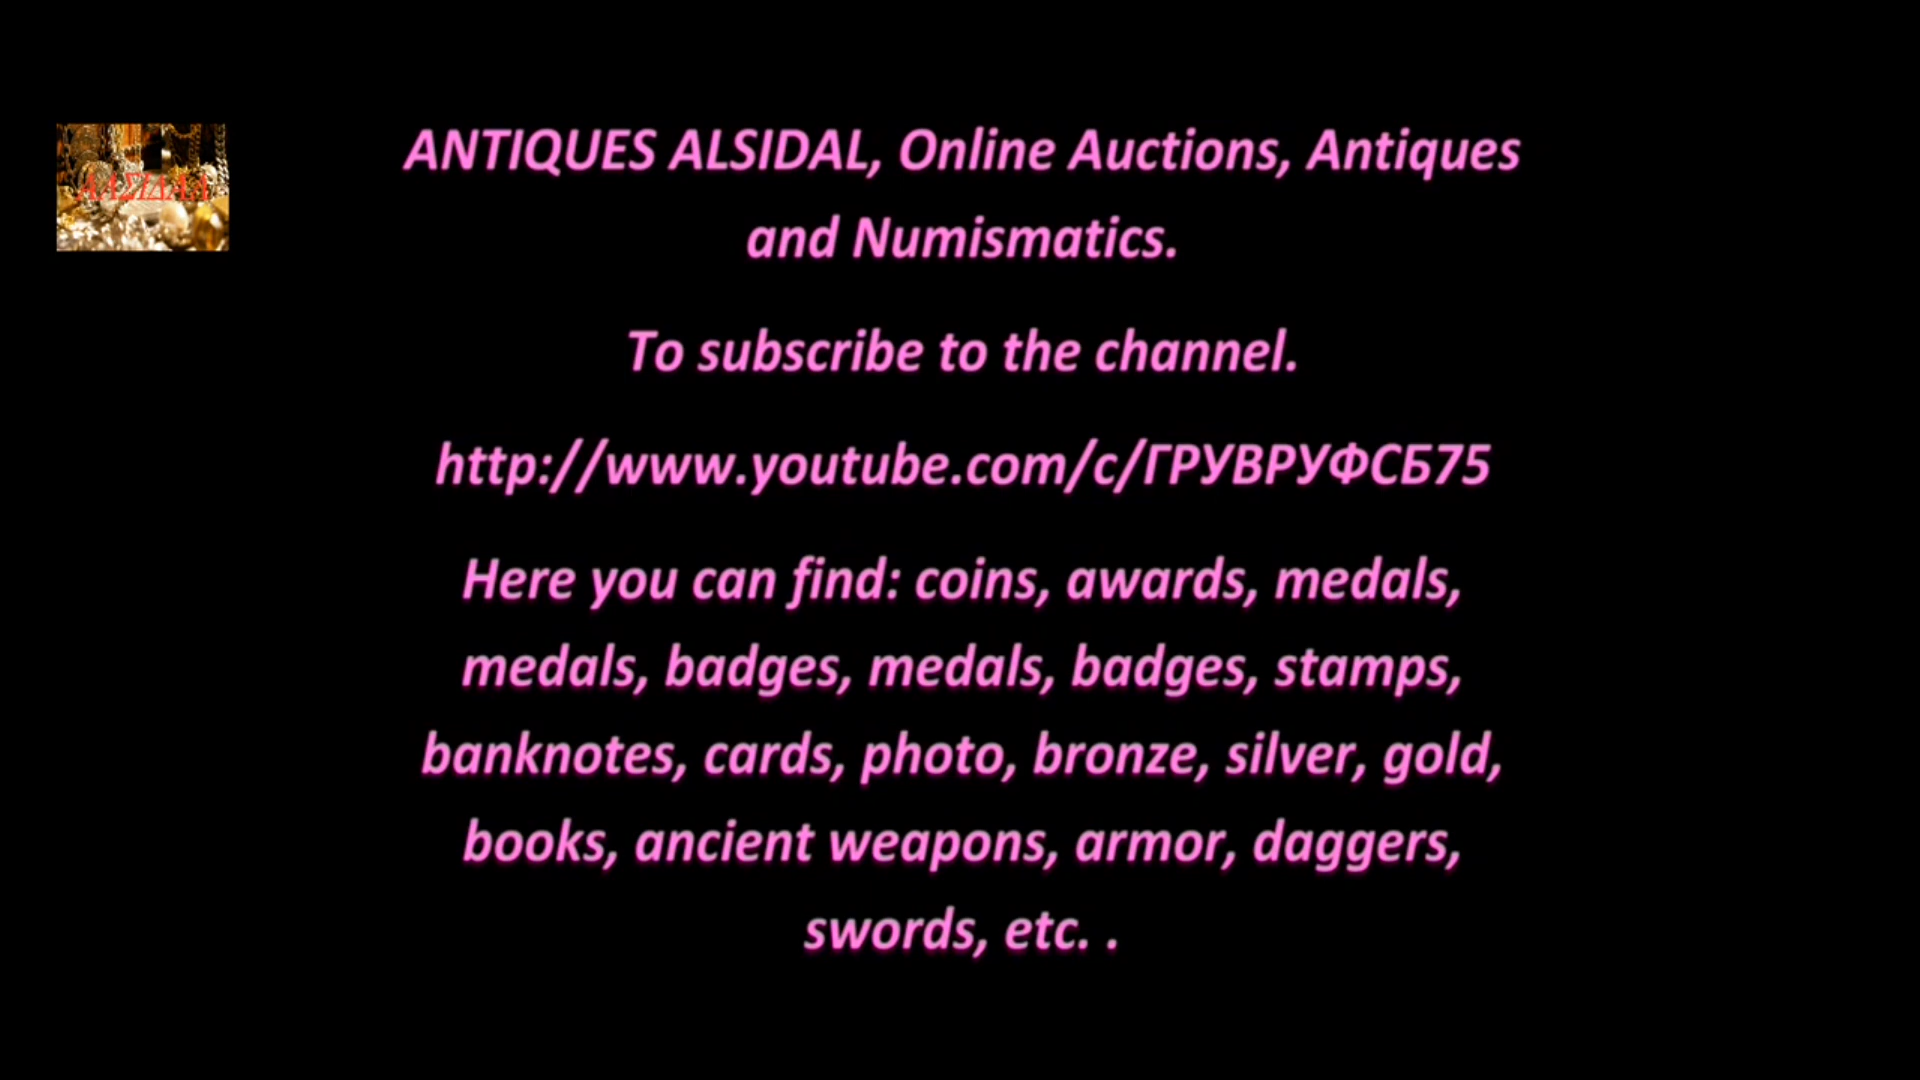 ΑΛΣΙΔΑΛ
ANTIQUES ALSIDAL, Online Auctions, Antiques
and Numismatics.
To subscribe to the channel.
http://www.youtube.com/c/ГРУВРУФСБ75
Here you can find: coins, awards, medals,
medals, badges, medals, badges, stamps,
banknotes, cards, photo, bronze, silver, gold,
books, ancient weapons, armor, daggers,
swords, etc. .